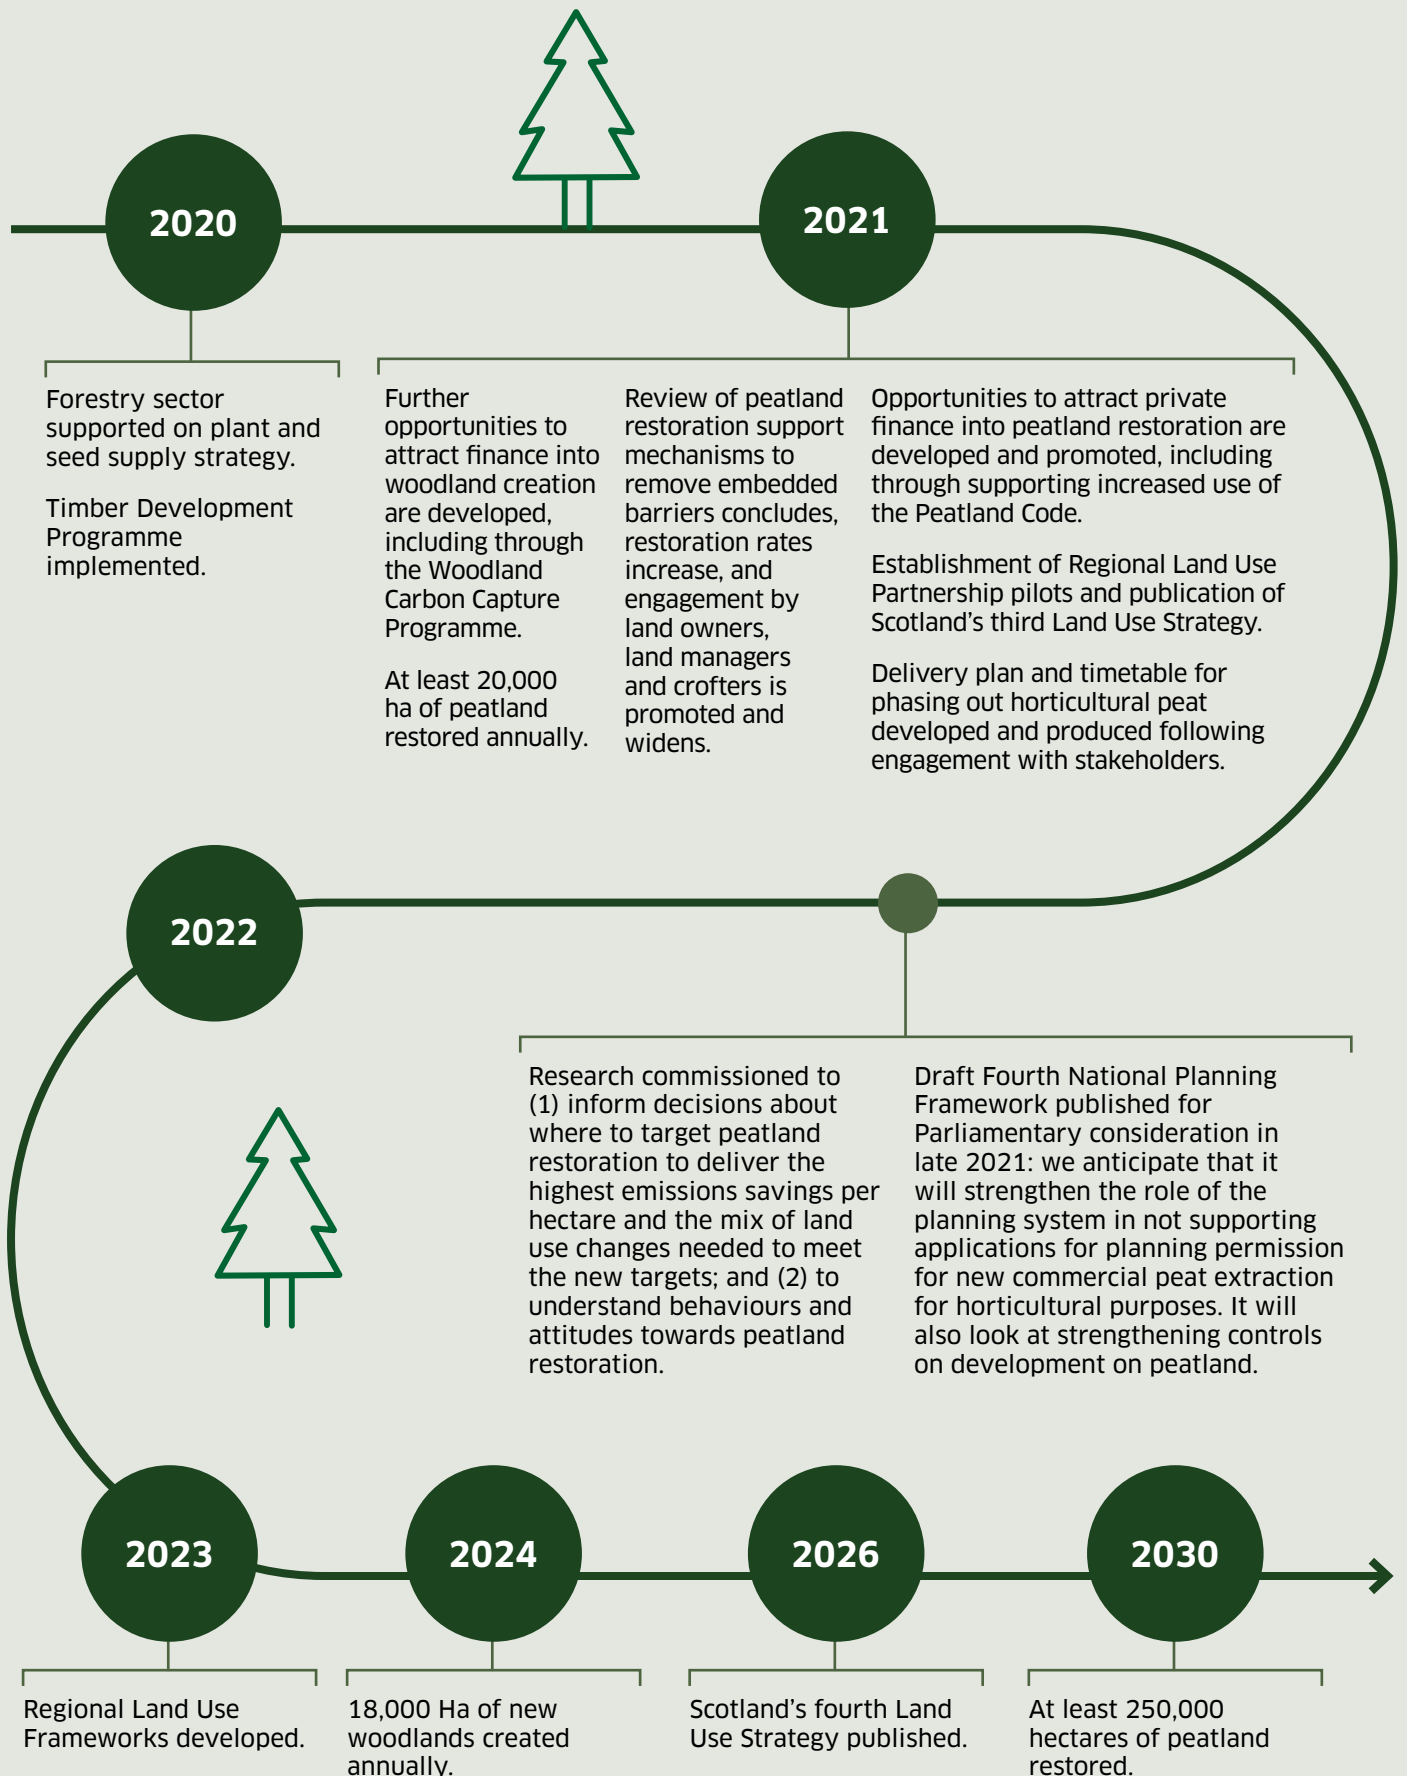 2020
Forestry sector
supported on plant and
seed supply strategy.
Timber Development
Programme
implemented.
2021
Further
opportunities to
attract finance into
woodland creation
are developed,
including through
the Woodland
Carbon Capture
Programme.
At least 20,000
ha of peatland
restored annually.
Review of peatland
restoration support
mechanisms to
remove embedded
barriers concludes,
restoration rates
increase, and
engagement by
land owners,
land managers
and crofters is
promoted and
widens.
Opportunities to attract private
finance into peatland restoration are
developed and promoted, including
through supporting increased use of
the Peatland Code.
Establishment of Regional Land Use
Partnership pilots and publication of
Scotland's third Land Use Strategy.
Delivery plan and timetable for
phasing out horticultural peat
developed and produced following
engagement with stakeholders.
Research commissioned to
(1) inform decisions about
where to target peatland
restoration to deliver the
highest emissions savings per
hectare and the mix of land
use changes needed to meet
the new targets; and (2) to
understand behaviours and
attitudes towards peatland
restoration.
Draft Fourth National Planning
Framework published for
Parliamentary consideration in
late 2021: we anticipate that it
will strengthen the role of the
planning system in not supporting
applications for planning permission
for new commercial peat extraction
for horticultural purposes. It will
also look at strengthening controls
on development on peatland.
2022
2023
Regional Land Use
Frameworks developed.
2024
18,000 Ha of new
woodlands created
annually.
2026
Scotland's fourth Land
Use Strategy published.
2030
At least 250,000
hectares of peatland
restored.